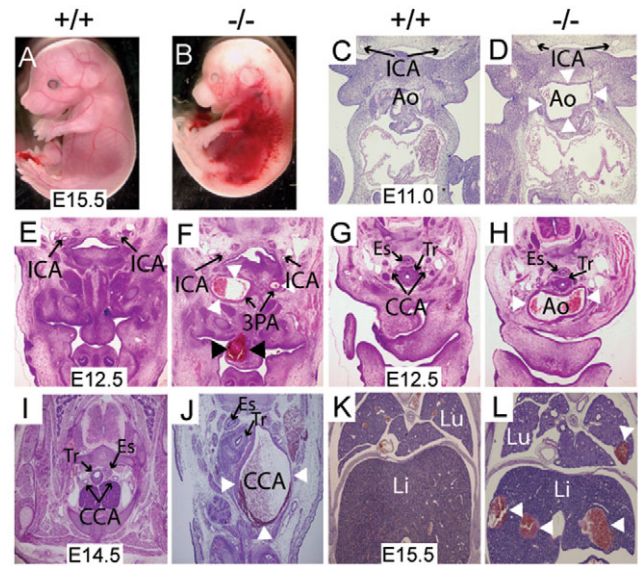 +/+ -/- +/+ -/-
A B C D
ICA ICA
Ao Ao
E15.5 E11.0
E F G H
Es Tr Es Tr
ICA ICA ICA ICA
3PA CCA Ao
E12.5 E12.5
I J K L
Es
Tr
Lu Lu
Tr Es
CCA CCA Li Li
E14.5 E15.5